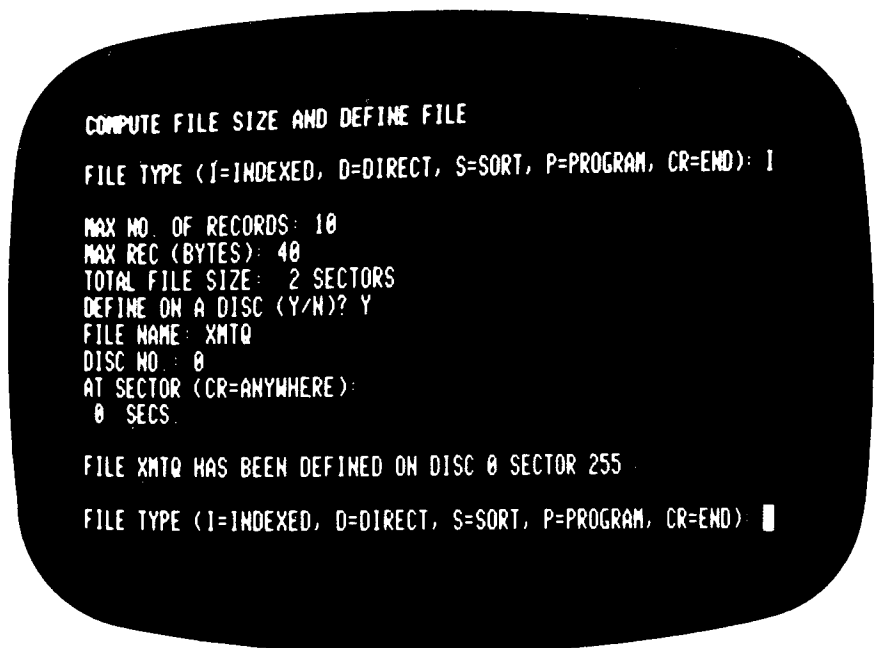 COMPUTE FILE SIZE AND DEFINE FILE
FILE TYPE (I=INDEXED, D=DIRECT, S=SORT, P=PROGRAM, CR=END): I
MAX NO. OF RECORDS: 10
MAX REC (BYTES): 40
TOTAL FILE SIZE: 2 SECTORS
DEFINE ON A DISC (Y/N)? Y
FILE NAME: XMTQ
DISC NO.: 0
AT SECTOR (CR=ANYWHERE):
0 SECS.
FILE XMTQ HAS BEEN DEFINED ON DISC 0 SECTOR 255
FILE TYPE (I=INDEXED, D=DIRECT, S=SORT, P=PROGRAM, CR=END):